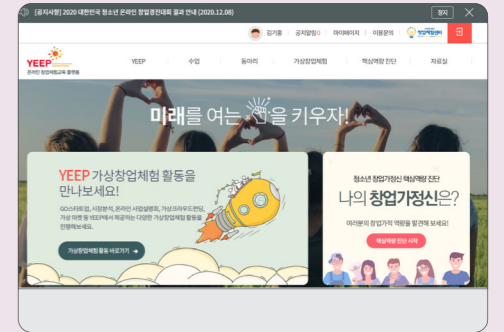 [공지사항] 2020 대한민국 청소년 온라인 창업경진대회 결과 안내 (2020.12.08)
정지
김기홍 공지알림 0 마이페이지 이용문의 창업체험센터
YEEP
온라인 창업체험교육 플랫폼
YEEP 수업 동아리 가상창업체험 핵심역량 진단 자료실
미래를 여는 을 키우자!
YEEP 가상창업체험 활동을
만나보세요!
GO스타트업, 시장분석, 온라인 사업설명회, 가상크라우드펀딩,
가상 마켓 등 YEEP에서 제공하는 다양한 가상창업체험 활동을
진행해보세요.
가상창업체험 활동 바로가기 →
청소년 창업가정신 핵심역량 진단
나의 창업가정신은?
여러분의 창업가적 역량을 발견해 보세요!
핵심역량 진단 시작